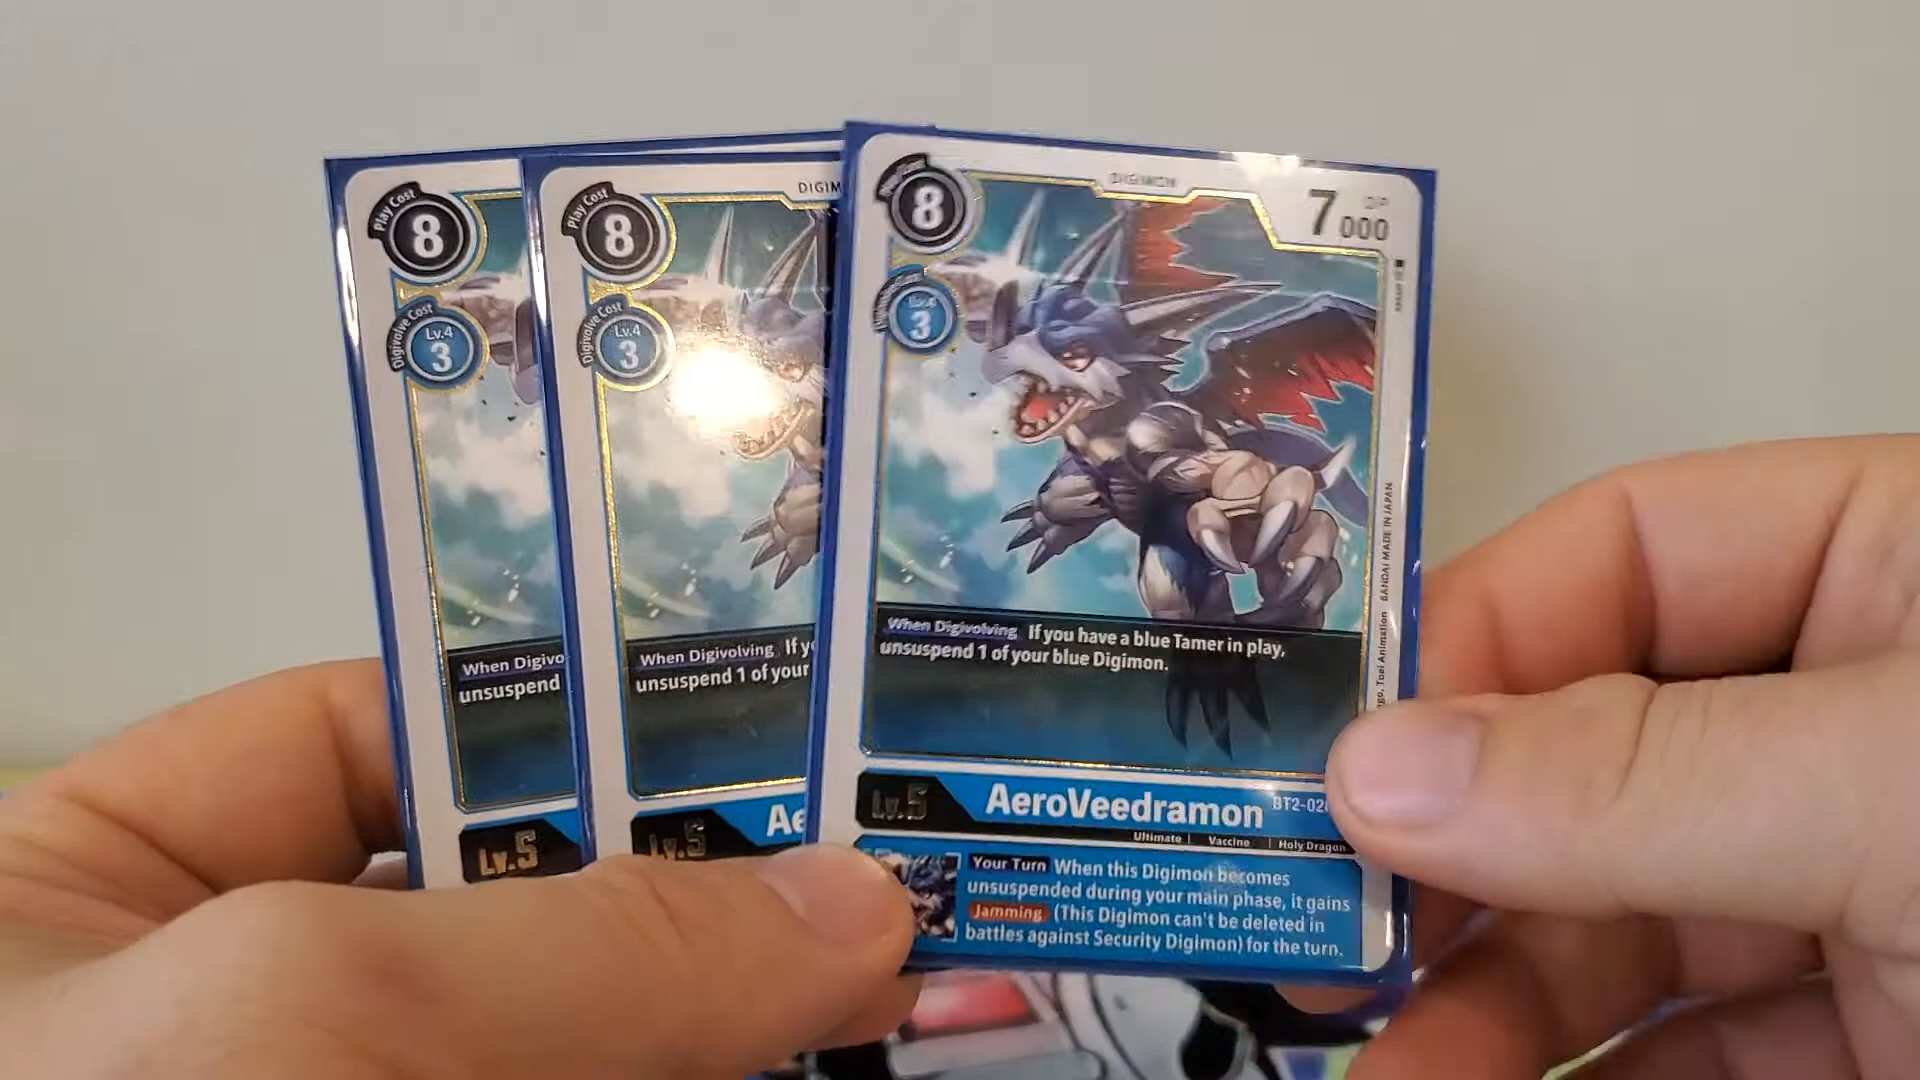 Play Cost
8
Digivolve Cost
Lv.4
3
When Digivo
unsuspend
Lv.5
DIGIM
Play Cost
8
Digivolve Cost
Lv.4
3
When Digivolving If y
unsuspend 1 of your
Lv.5
Ae
DIGIMON
8
DP
7000
3
When Digivolving If you have a blue Tamer in play,
unsuspend 1 of your blue Digimon.
Toei Animation BANDAI MADE IN JAPAN
Lv.5
AeroVeedramon
BT2-02
Ultimate | Vaccine | Holy Dragon
Your Turn When this Digimon becomes
unsuspended during your main phase, it gains
Jamming (This Digimon can't be deleted in
battles against Security Digimon) for the turn.